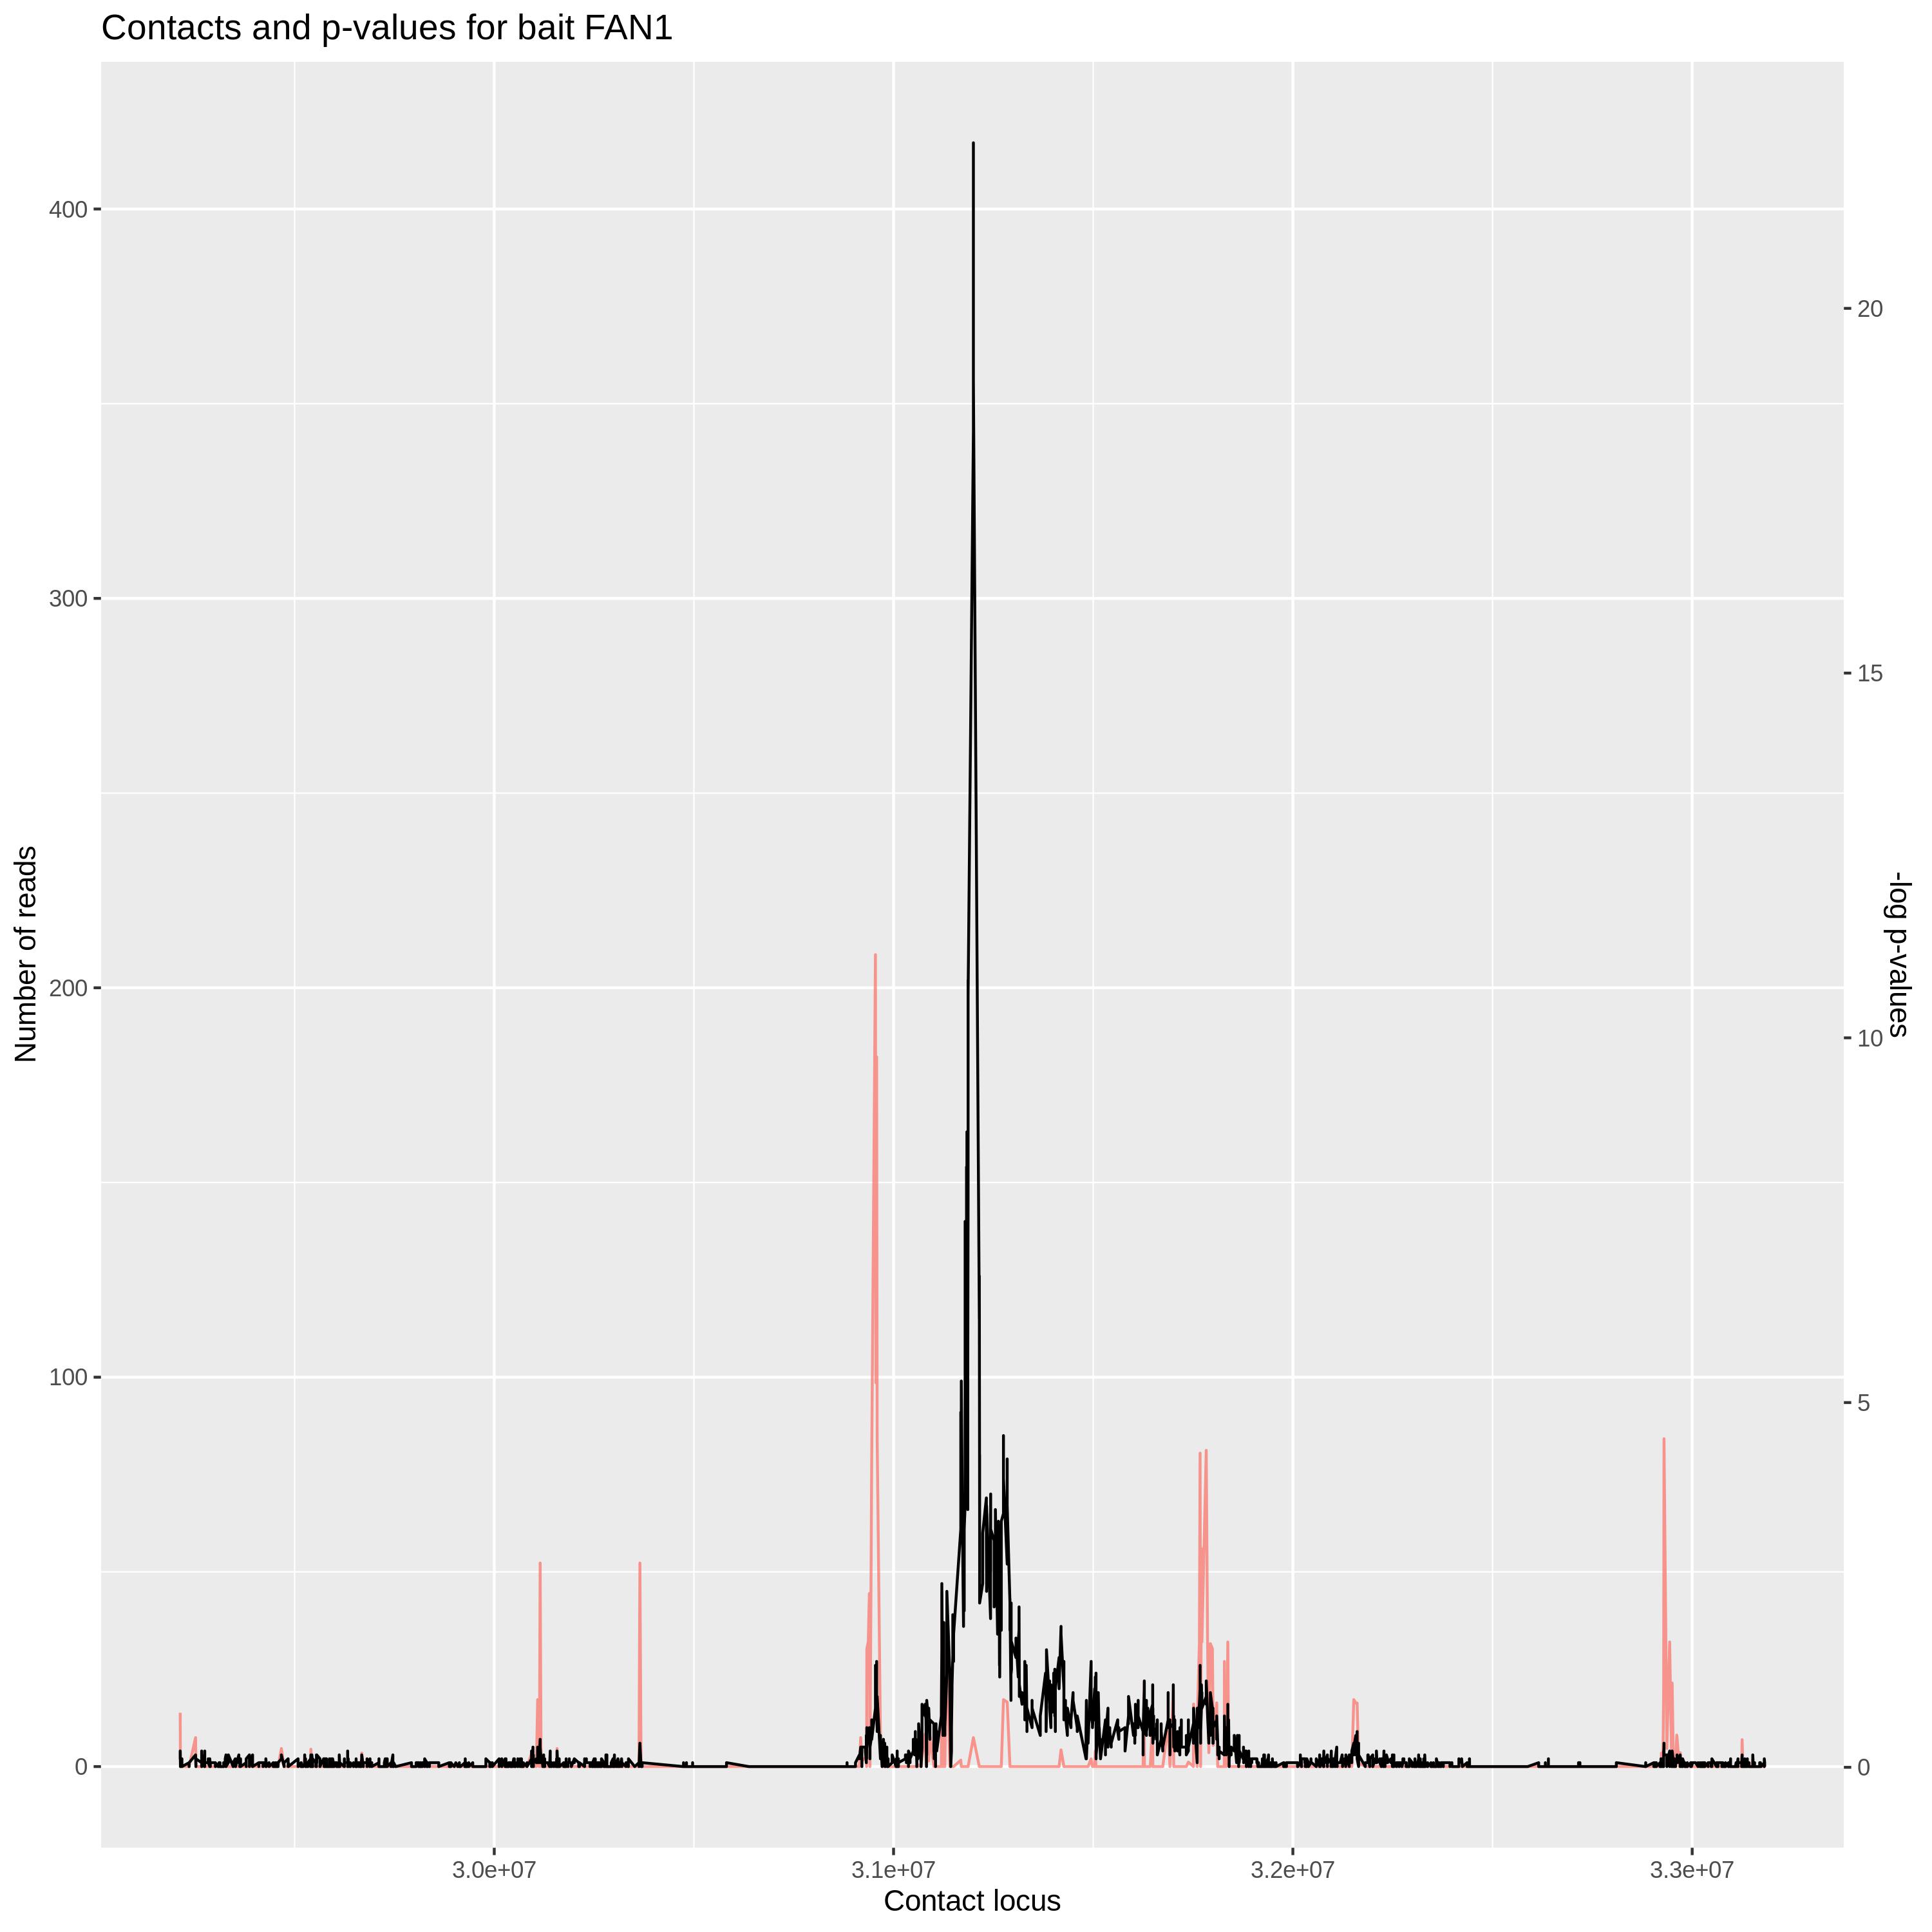 Contacts and p-values for bait FAN1
400
300
200
100
0
Number of reads
20
15
10
5
0
-log p-values
3.0e+07 3.1e+07 3.2e+07 3.3e+07
Contact locus